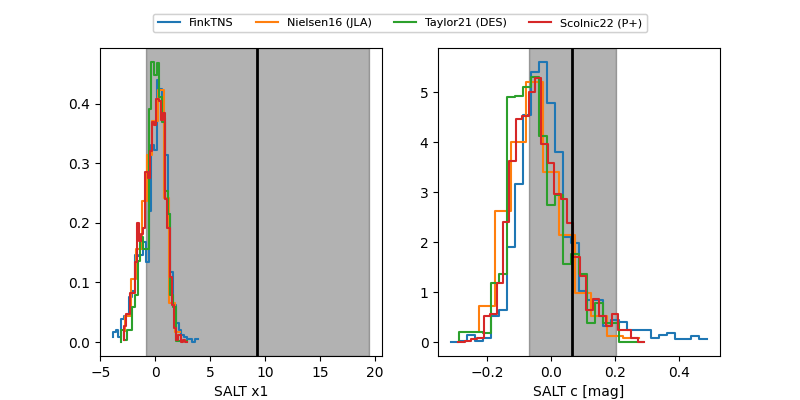 FinkTNS Nielsen16 (JLA) Taylor21 (DES) Scolnic22 (P+)
0.4
0.3
0.2
0.1
0.0
−5 0 5 10 15 20
SALT x1
5
4
3
2
1
0
−0.2 0.0 0.2 0.4
SALT c [mag]